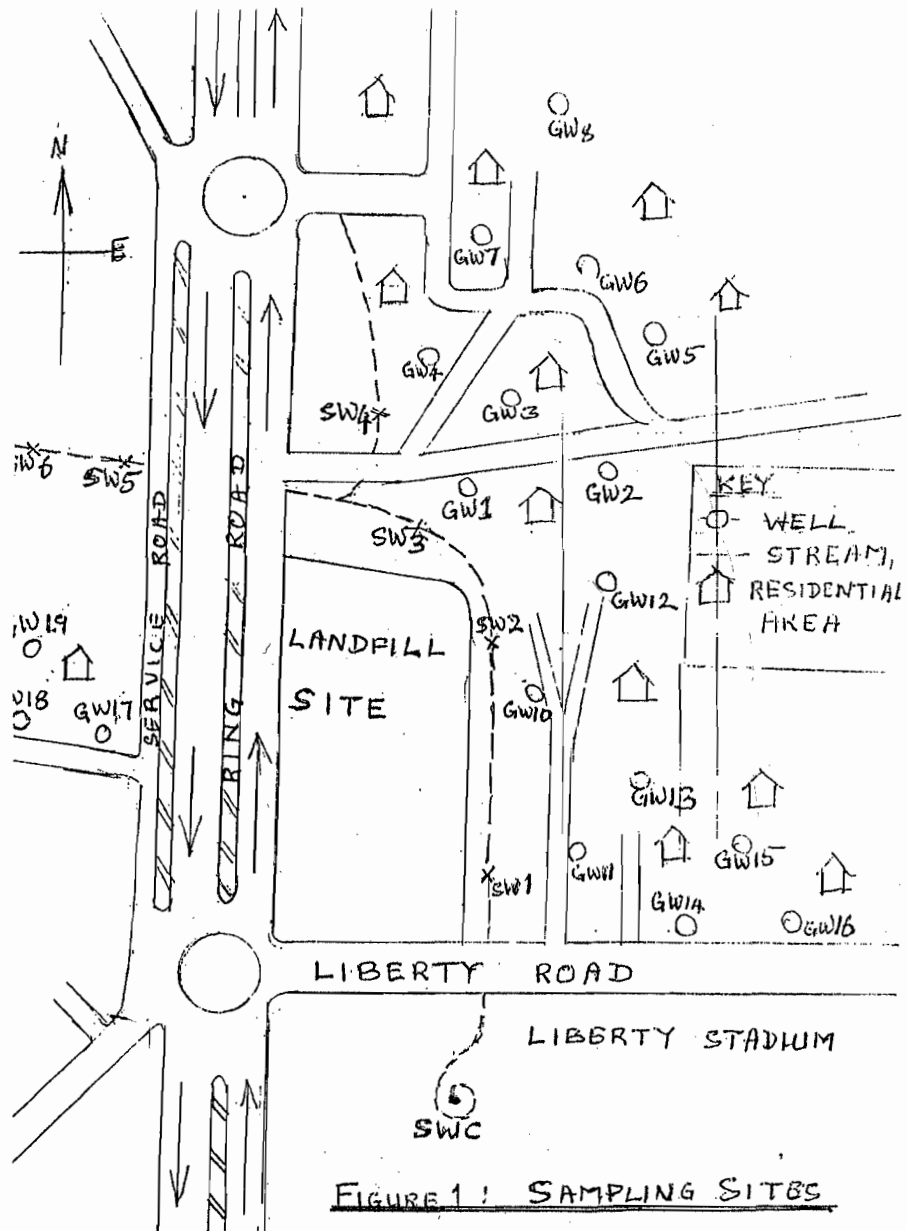 N
E
GW8
GW7
GW6
GW5
GW4
GW3
SW4
SW5
GW1
GW2
SW3
KEY
WELL
STREAM,
RESIDENTIAL
AREA
GW12
SW2
LANDFILL
SITE
SERVICE ROAD
RING ROAD
GW17
GW10
GW13
GW15
SW1
GW11
GW14
GW16
LIBERTY ROAD
LIBERTY STADIUM
SWC
FIGURE 1: SAMPLING SITES